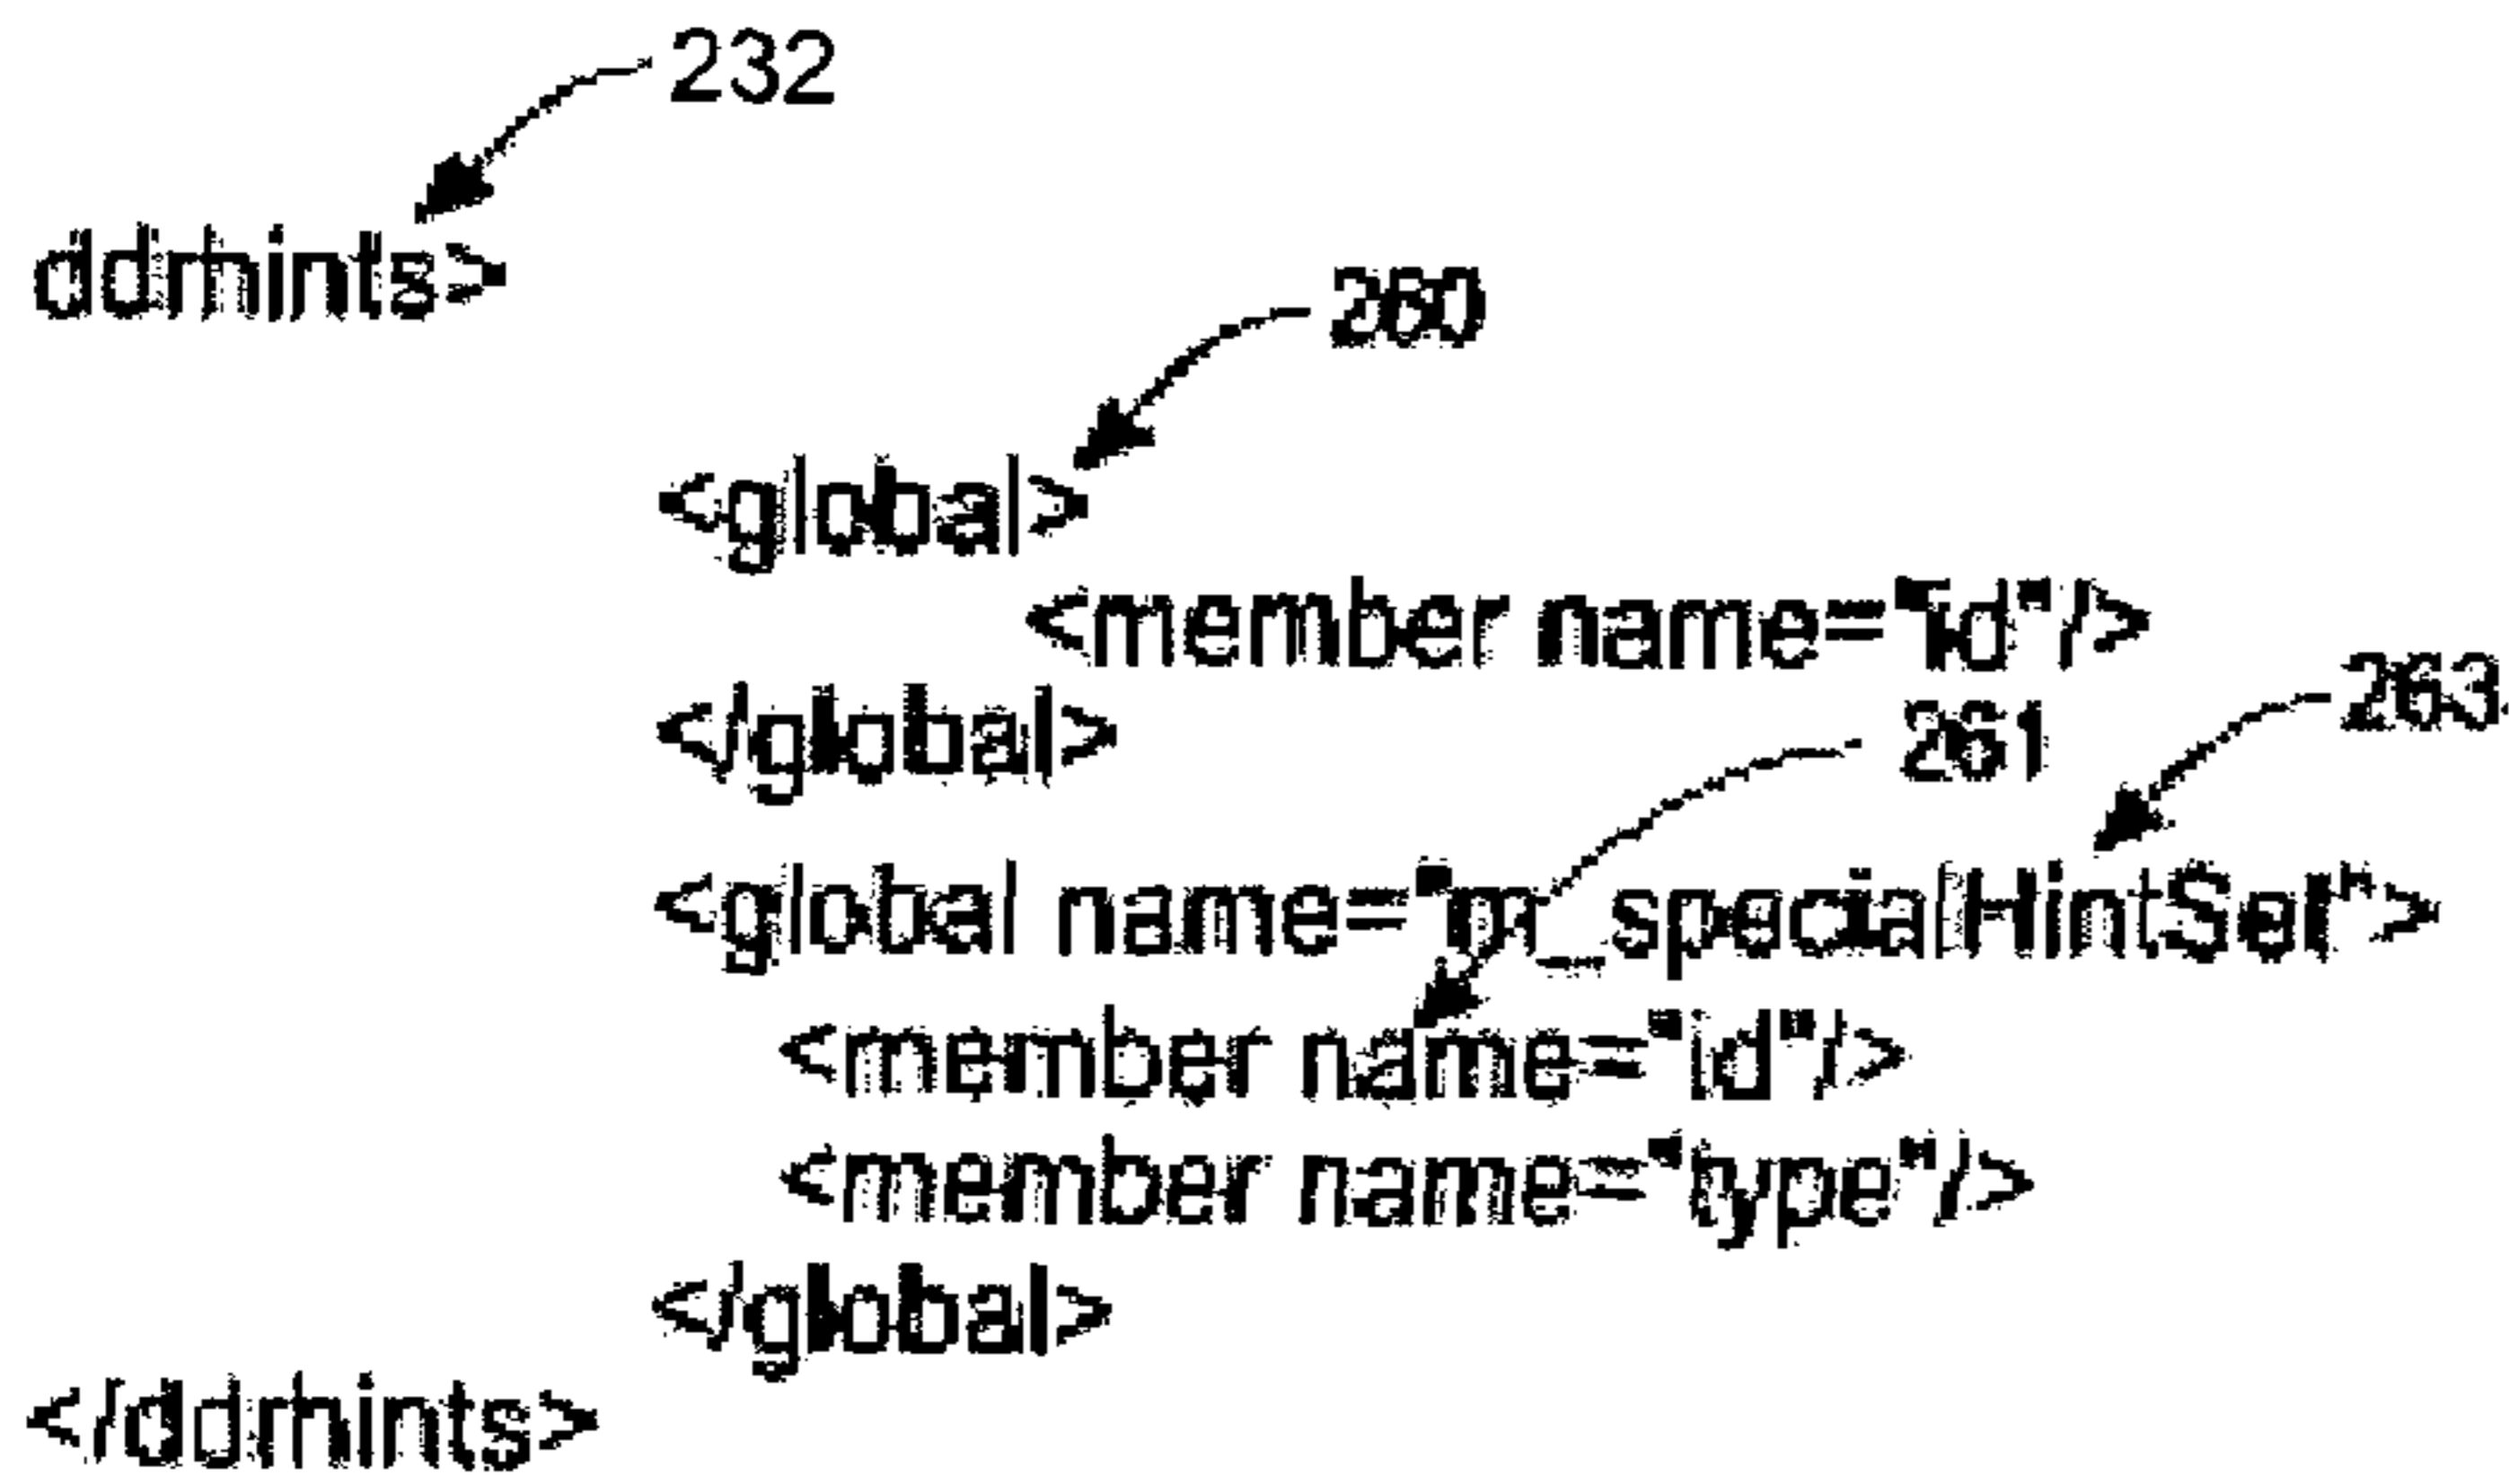 232
ddrhints>
260
<global>
<member name="id"/>
263
</global>
261
<global
<member name="id"/>
<member name="type"/>
</global>
</ddrhints>